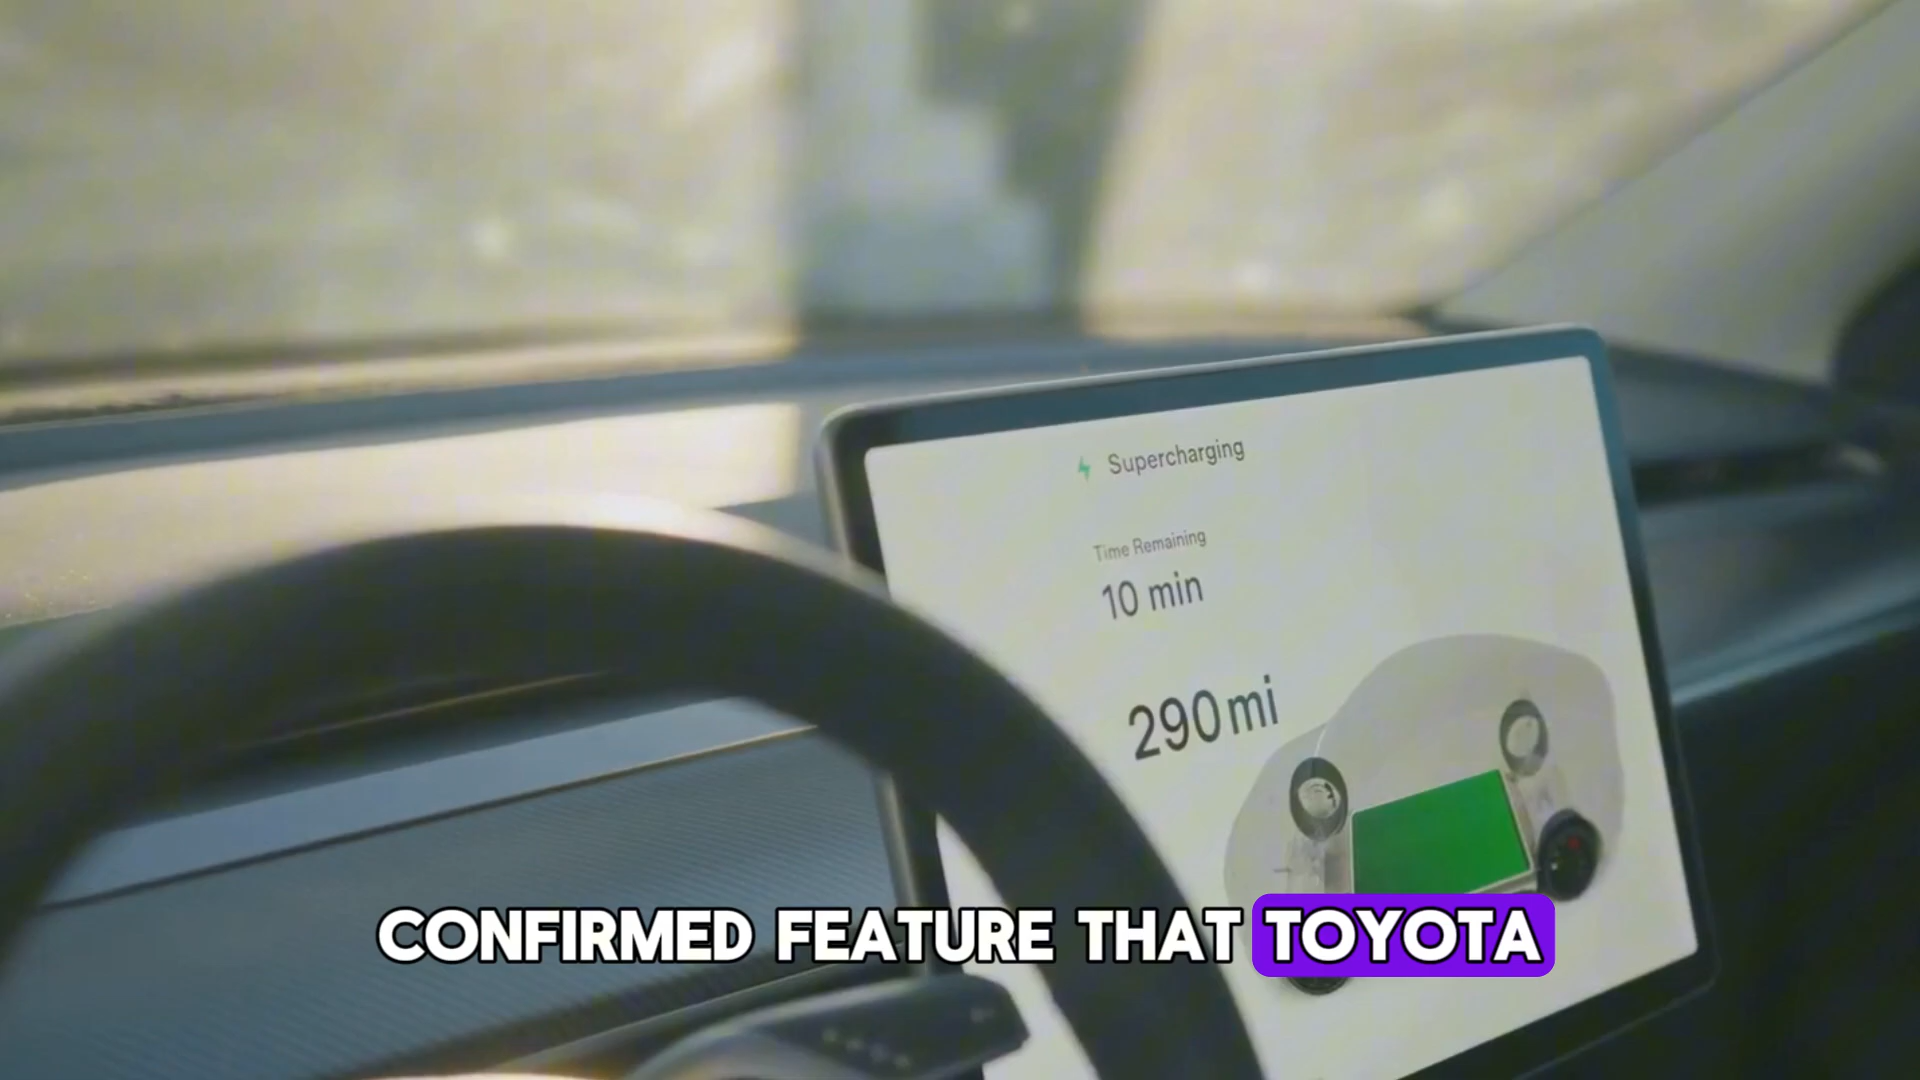 Supercharging
Time Remaining
10 min
290 mi
CONFIRMED FEATURE THAT TOYOTA